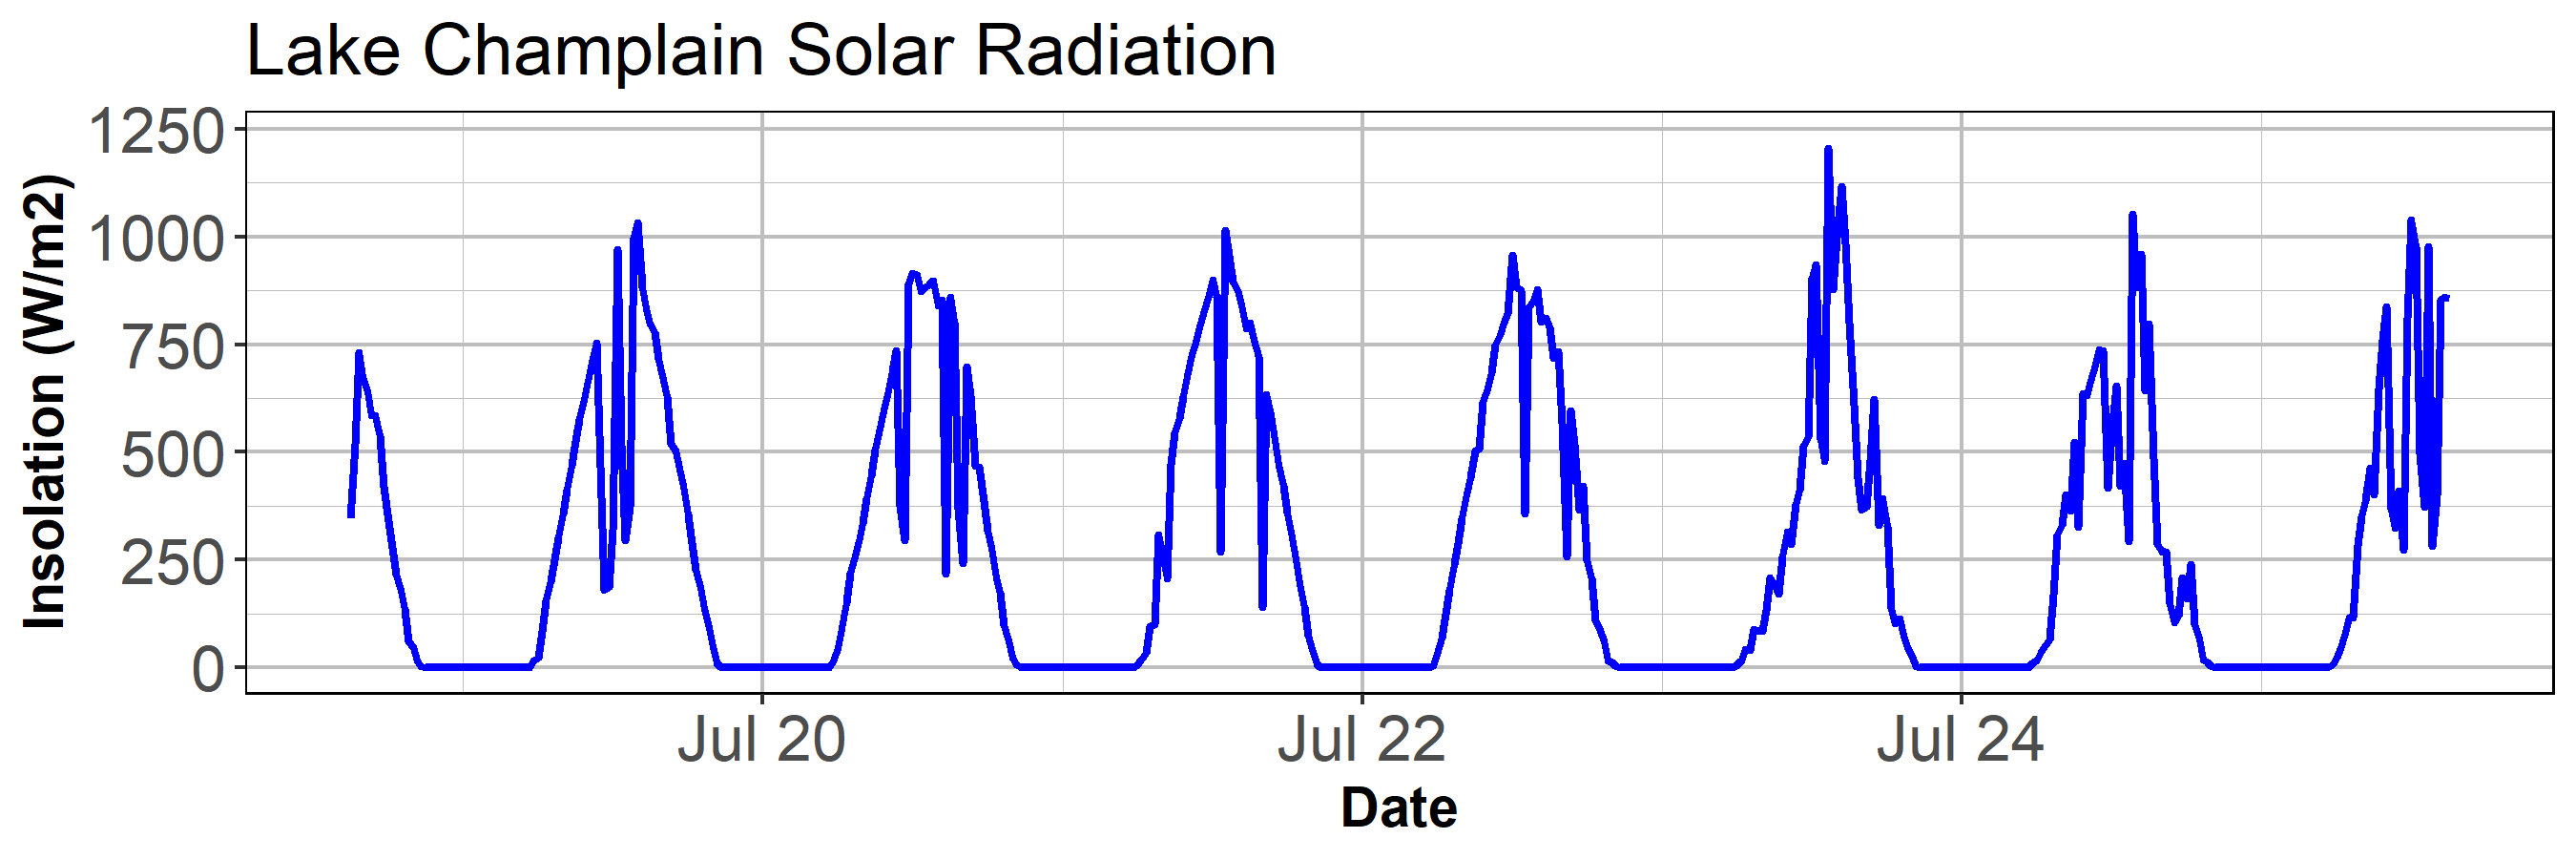 Lake Champlain Solar Radiation
Insolation (W/m2)
1250
1000
750
500
250
0
Jul 20
Jul 22
Jul 24
Date